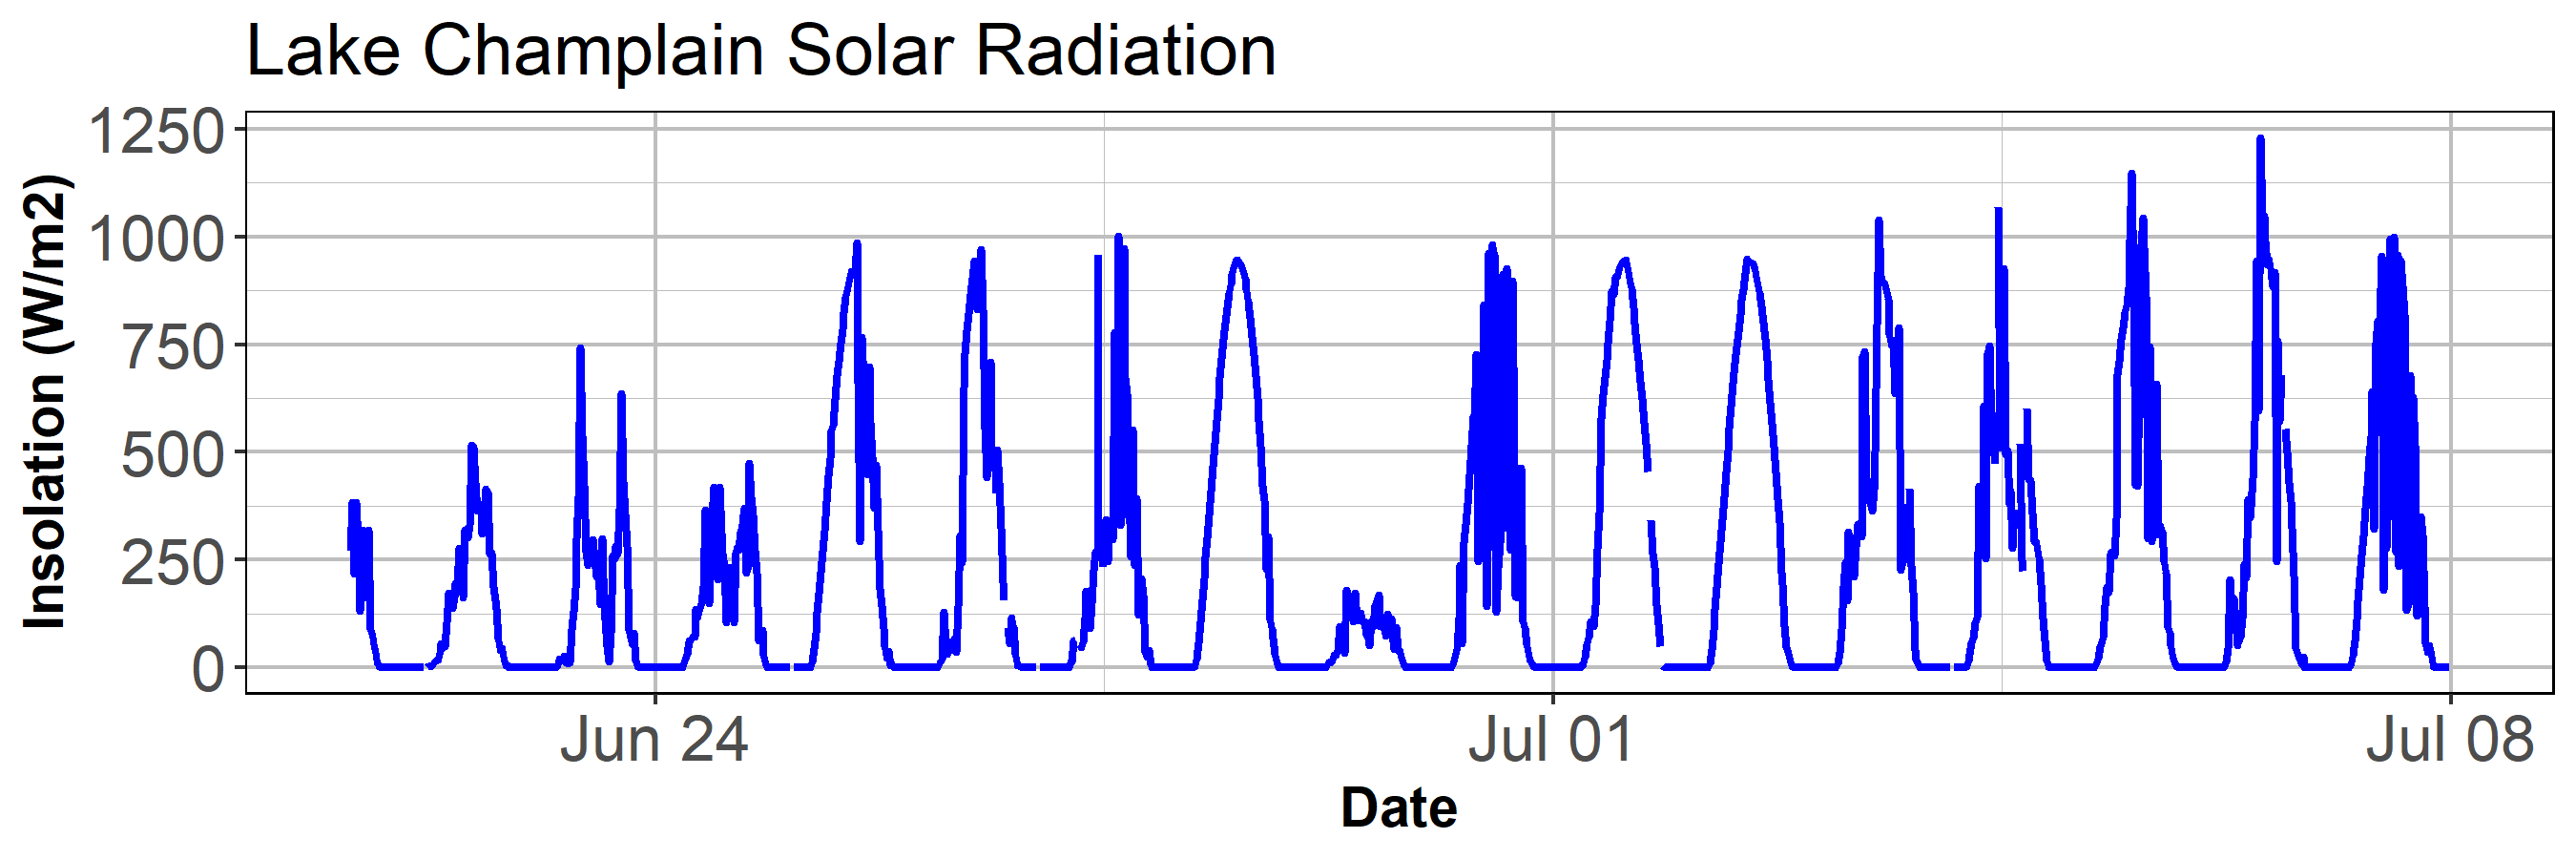 Lake Champlain Solar Radiation
Insolation (W/m2)
1250
1000
750
500
250
0
Jun 24
Jul 01
Jul 08
Date